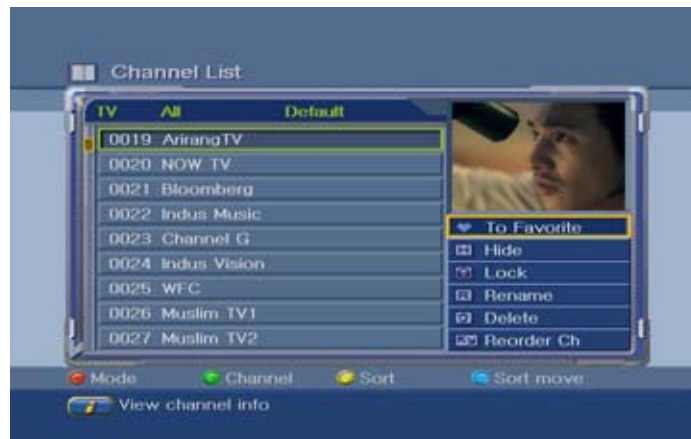 Channel List
TV All Default
0019 ArirangTV
0020 NOW TV
0021 Bloomberg
0022 Indus Music
0023 Channel G
0024 Indus Vision
0025 WFC
0026 Muslim TV1
0027 Muslim TV2
To Favorite
Hide
Lock
Rename
Delete
Reorder Ch
Mode Channel Sort Sort move
i View channel info